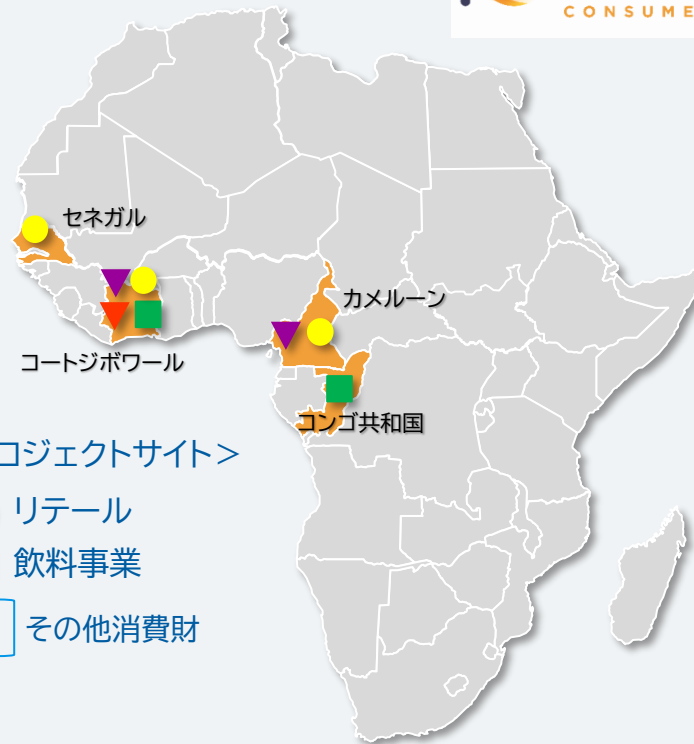 CONSUME
セネガル
カメルーン
コートジボワール
コンゴ共和国
ロジェクトサイト＞
リテール
飲料事業
その他消費財